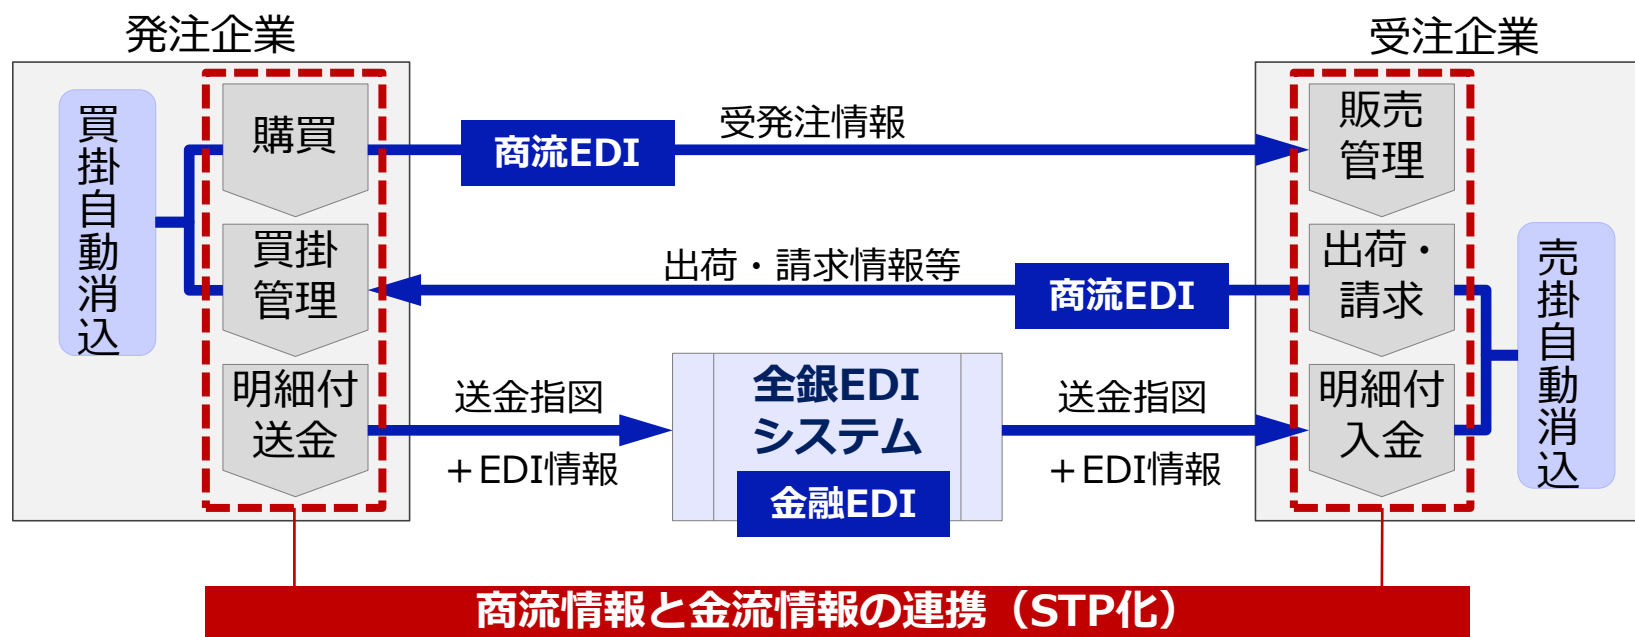 発注企業
受注企業
買掛自動消込
購買
商流EDI
受発注情報
販売
管理
買掛
管理
出荷・請求情報等
商流EDI
出荷・
請求
売掛自動消込
明細付
送金
送金指図
＋EDI情報
全銀EDI
システム
金融EDI
送金指図
＋EDI情報
明細付
入金
商流情報と金流情報の連携（STP化）